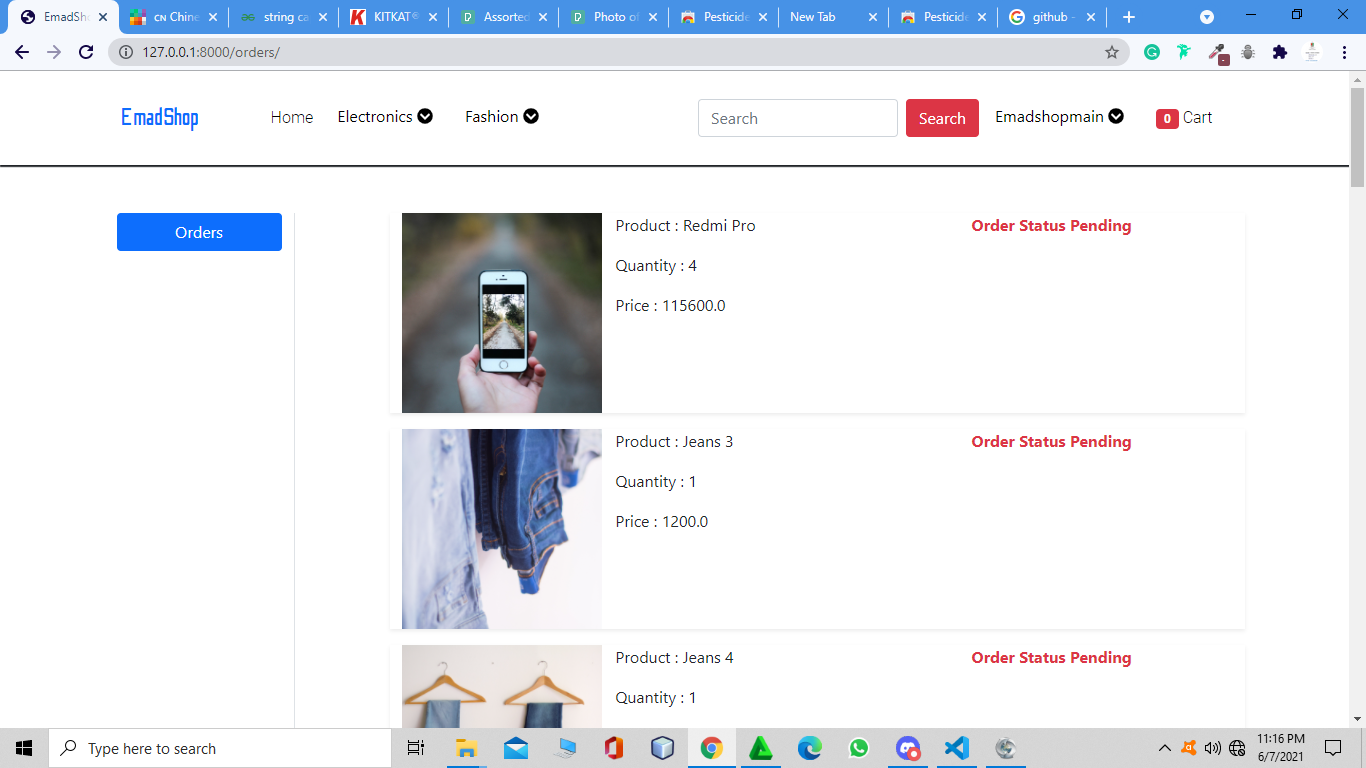 EmadSho
CN Chine
string ca
KITKAT®
Assorted
Photo of
Pesticide
New Tab
Pesticide
github -
127.0.0.1:8000/orders/
EmadShop
Home
Electronics
Fashion
Search
Search
Emadshopmain
0 Cart
Orders
Product : Redmi Pro
Order Status Pending
Quantity : 4
Price : 115600.0
Product : Jeans 3
Order Status Pending
Quantity : 1
Price : 1200.0
Product : Jeans 4
Order Status Pending
Quantity : 1
Type here to search
11:16 PM
6/7/2021